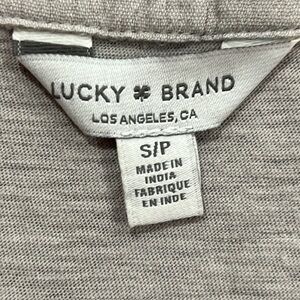 LUCKY BRAND
LOS ANGELES, CA
S/P
MADE IN
INDIA
FABRIQUE
EN INDE